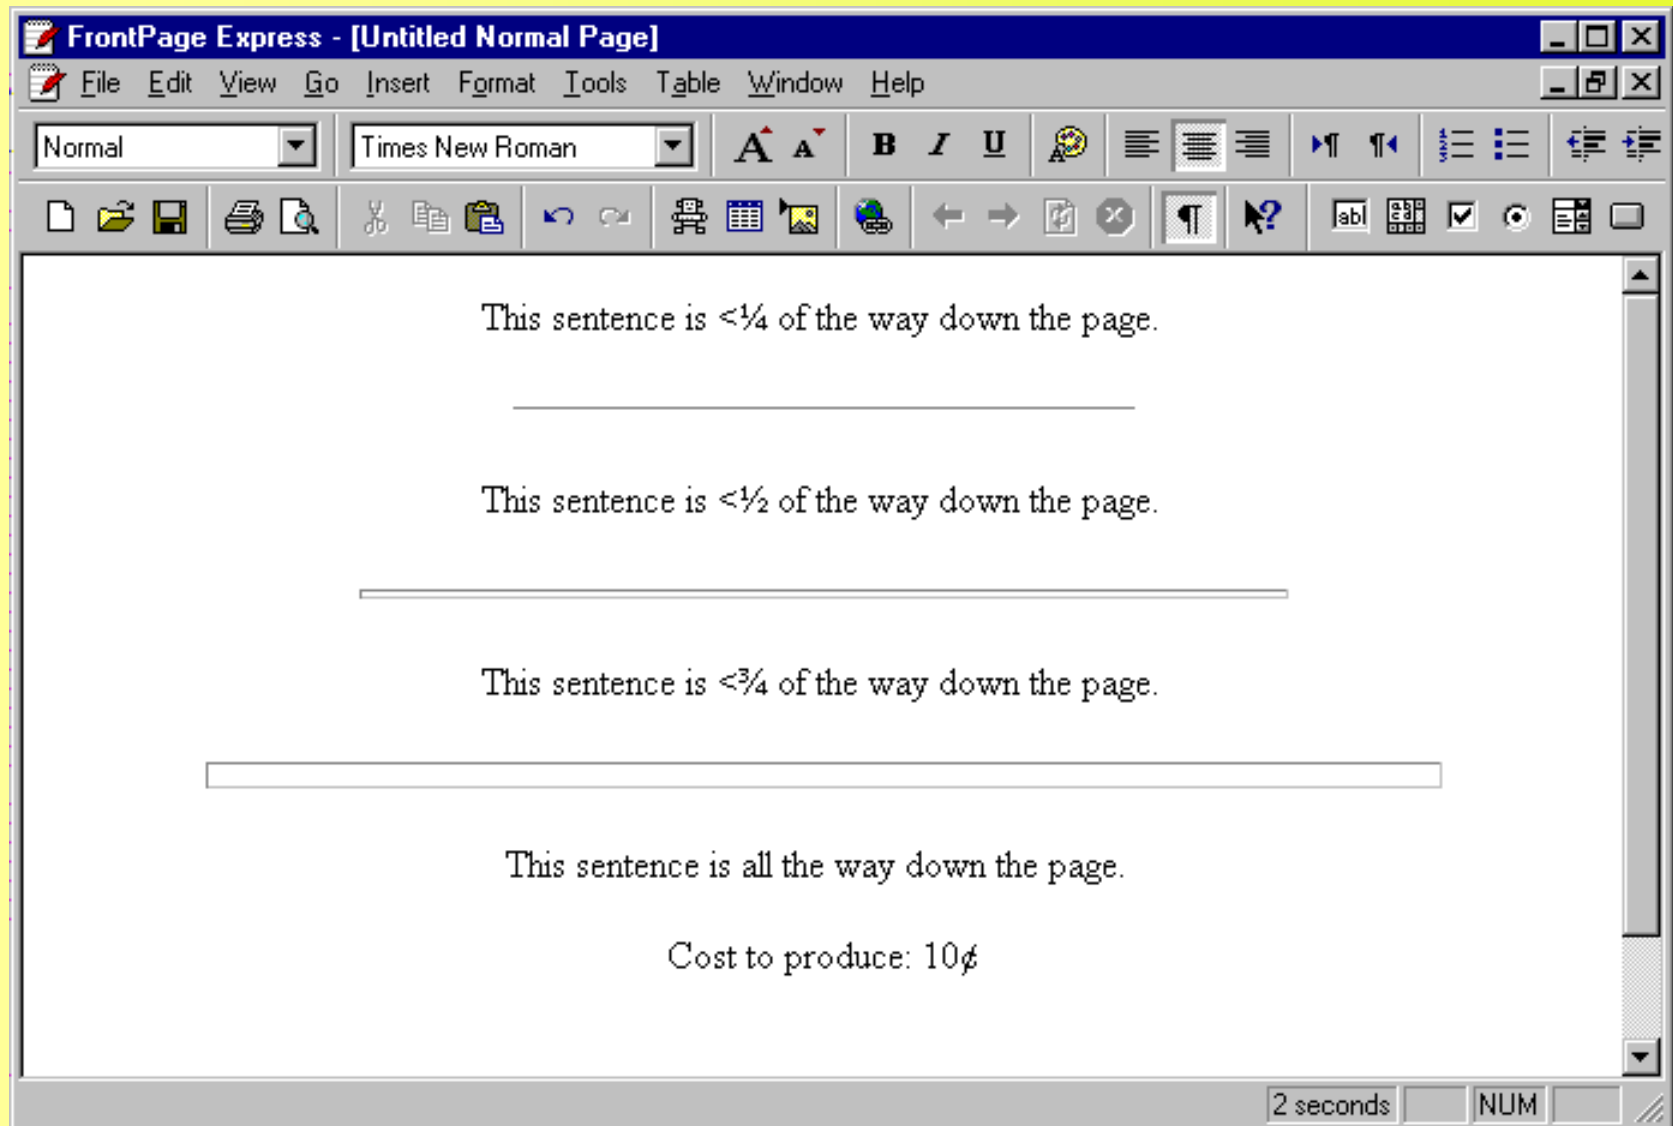 FrontPage Express - [Untitled Normal Page]
File Edit View Go Insert Format Tools Table Window Help
Normal Times New Roman A A B I U
abl
This sentence is <¼ of the way down the page.
This sentence is <½ of the way down the page.
This sentence is <¾ of the way down the page.
This sentence is all the way down the page.
Cost to produce: 10¢
2 seconds NUM